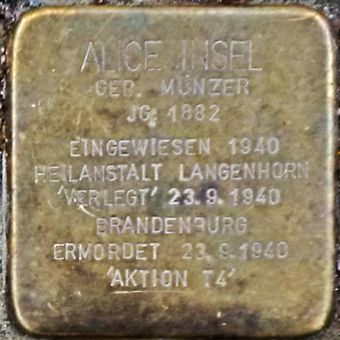 ALICE INSEL
GEB. MÜNZER
JG. 1882
EINGEWIESEN 1940
HEILANSTALT LANGENHORN
'VERLEGT' 23.9.1940
BRANDENBURG
ERMORDET 23.9.1940
'AKTION T4'